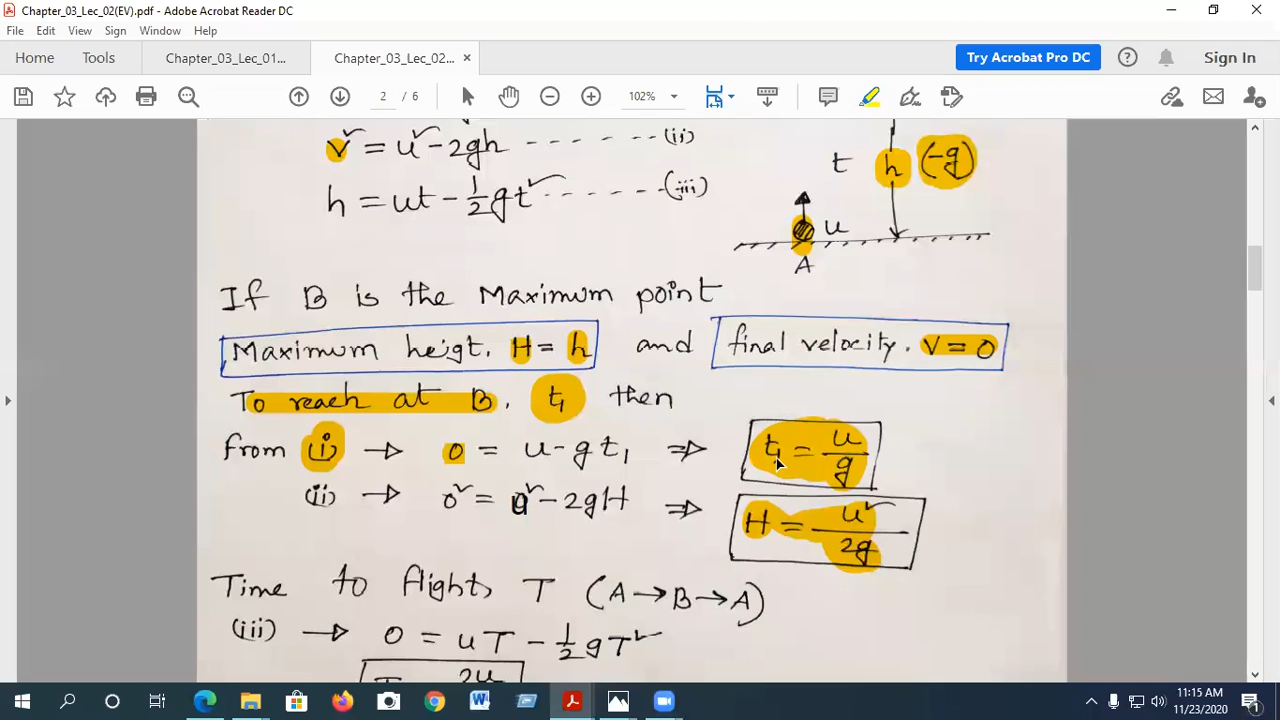 Chapter_03_Lec_02(EV).pdf - Adobe Acrobat Reader DC
File Edit View Sign Window Help
Home Tools Chapter_03_Lec_01... Chapter_03_Lec_02... × Try Acrobat Pro DC Sign In
2 / 6 102%
v² = u² - 2gh ------- (ii)
h = ut - ½gt² ------- (iii)
t h (-g)
u
A
If B is the Maximum point
Maximum heigt, H = h and final velocity, v = 0
To reach at B, t₁ then
from (i) → 0 = u - g t₁ ⇒ t₁ = u/g
(ii) → 0² = u² - 2gH ⇒ H = u²/2g
Time to flight, T (A→B→A)
(iii) → 0 = uT - ½gT²
2u
11:15 AM
11/23/2020